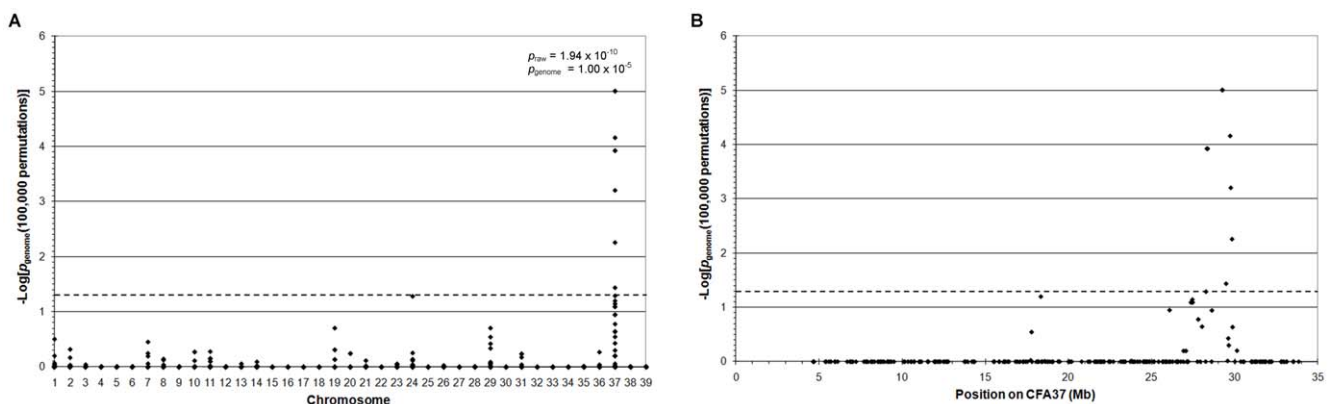 A
p_raw = 1.94 x 10^-10
p_genome = 1.00 x 10^-5
-Log[p_genome(100,000 permutations)]
6
5
4
3
2
1
0
1 2 3 4 5 6 7 8 9 10 11 12 13 14 15 16 17 18 19 20 21 22 23 24 25 26 27 28 29 30 31 32 33 34 35 36 37 38 39
Chromosome
B
-Log[p_genome(100,000 permutations)]
6
5
4
3
2
1
0
0 5 10 15 20 25 30 35
Position on CFA37 (Mb)